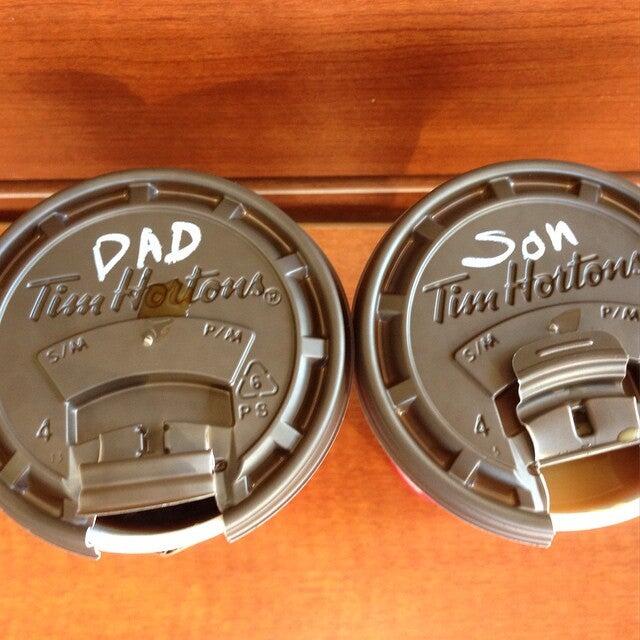 DAD
Tim Hortons®
S/M P/M
6
4 PS
Son
Tim Hortons
S/M P/M
4